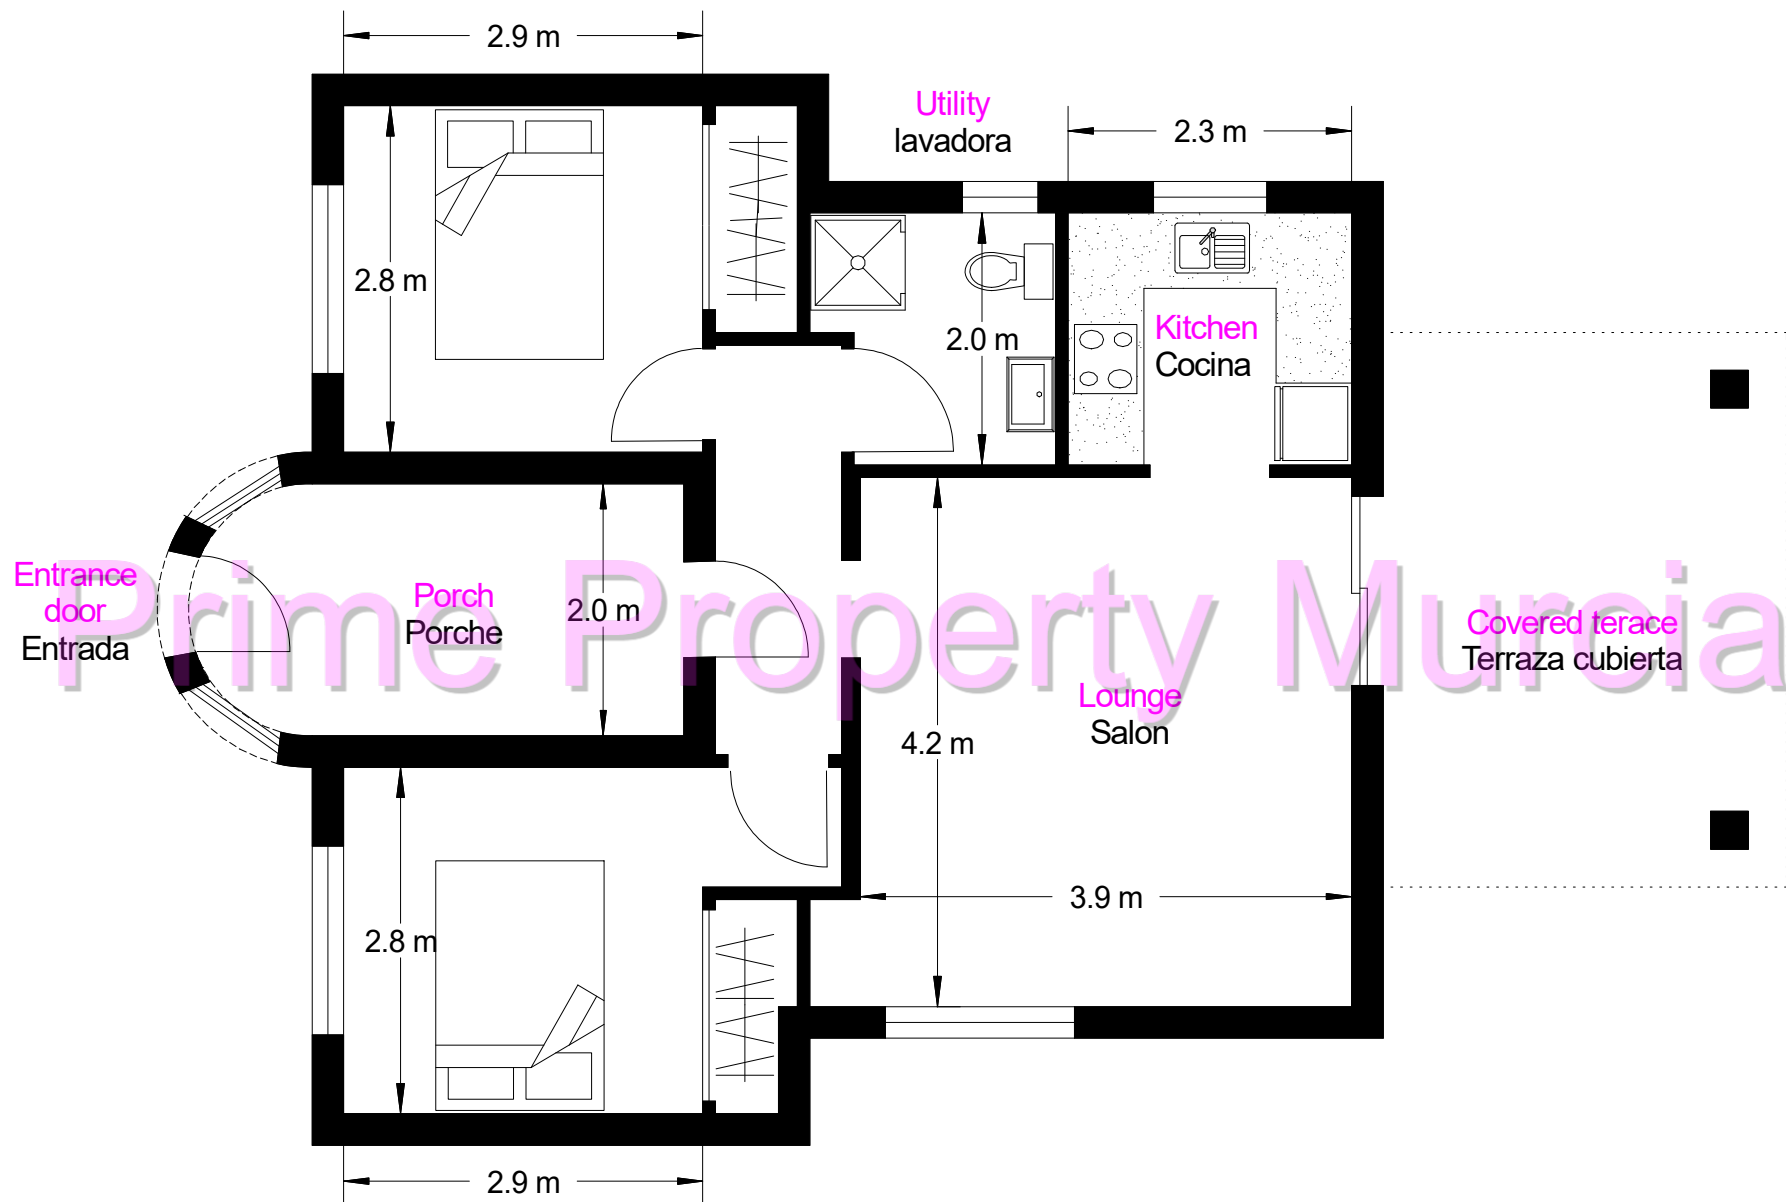 2.9 m
Utility
lavadora
2.3 m
2.8 m
2.0 m
Kitchen
Cocina
Entrance
door
Entrada
Porch
Porche
2.0 m
Prime Property Murcia
Covered terace
Terraza cubierta
Lounge
Salon
4.2 m
3.9 m
2.8 m
2.9 m